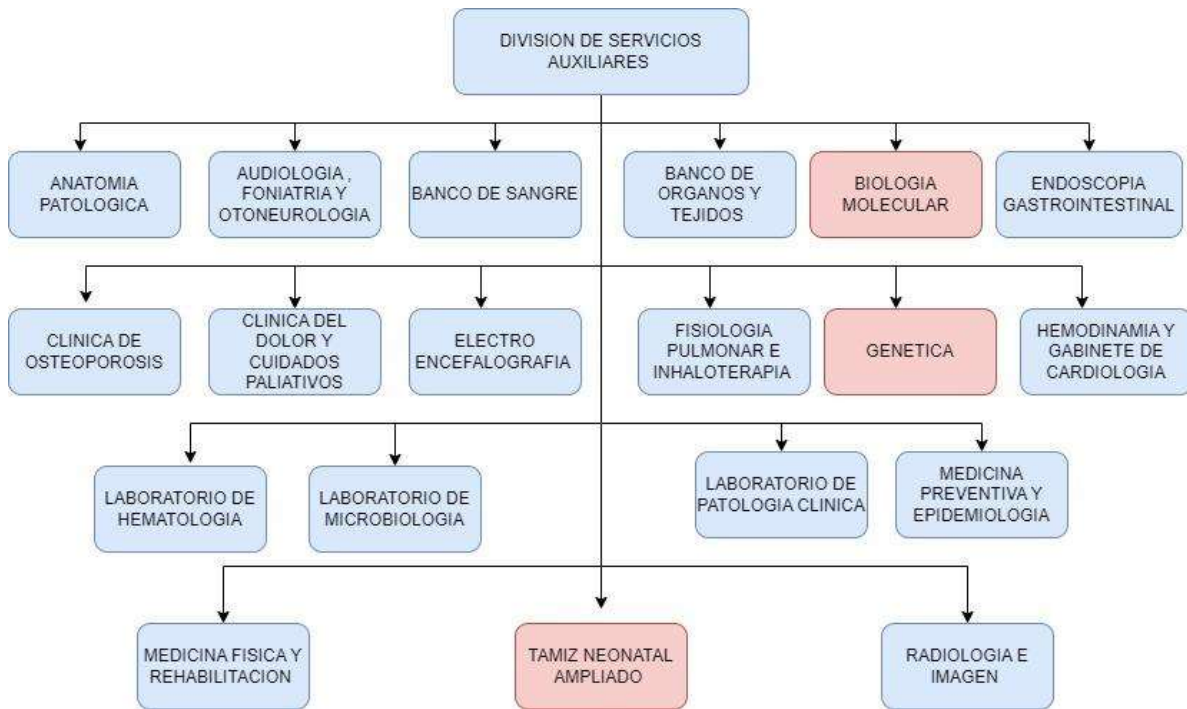 DIVISION DE SERVICIOS
AUXILIARES
ANATOMIA
PATOLOGICA
AUDIOLOGIA ,
FONIATRIA Y
OTONEUROLOGIA
BANCO DE SANGRE
BANCO DE
ORGANOS Y
TEJIDOS
BIOLOGIA
MOLECULAR
ENDOSCOPIA
GASTROINTESTINAL
CLINICA DE
OSTEOPOROSIS
CLINICA DEL
DOLOR Y
CUIDADOS
PALIATIVOS
ELECTRO
ENCEFALOGRAFIA
FISIOLOGIA
PULMONAR E
INHALOTERAPIA
GENETICA
HEMODINAMIA Y
GABINETE DE
CARDIOLOGIA
LABORATORIO DE
HEMATOLOGIA
LABORATORIO DE
MICROBIOLOGIA
LABORATORIO DE
PATOLOGIA CLINICA
MEDICINA
PREVENTIVA Y
EPIDEMIOLOGIA
MEDICINA FISICA Y
REHABILITACION
TAMIZ NEONATAL
AMPLIADO
RADIOLOGIA E
IMAGEN